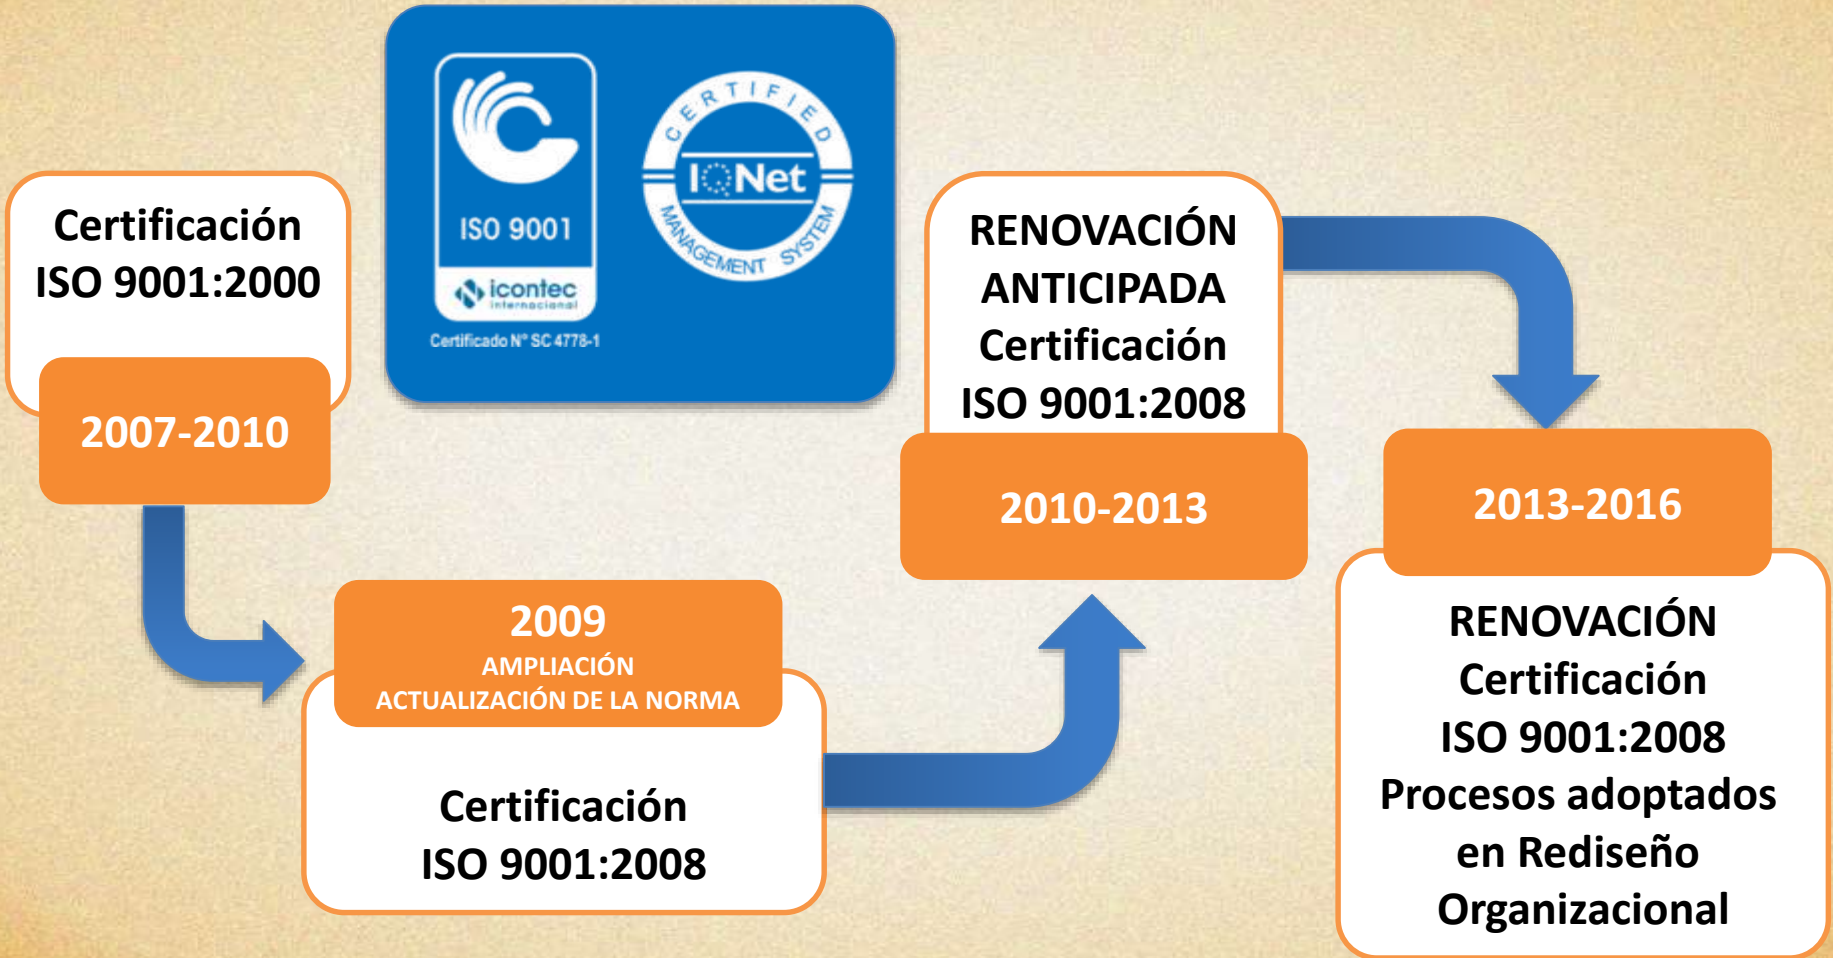 Certificación
ISO 9001:2000
2007-2010
ISO 9001
icontec
internacional
Certificado N° SC 4778-1
CERTIFIED
IQNet
MANAGEMENT SYSTEM
2009
AMPLIACIÓN
ACTUALIZACIÓN DE LA NORMA
Certificación
ISO 9001:2008
RENOVACIÓN
ANTICIPADA
Certificación
ISO 9001:2008
2010-2013
2013-2016
RENOVACIÓN
Certificación
ISO 9001:2008
Procesos adoptados
en Rediseño
Organizacional